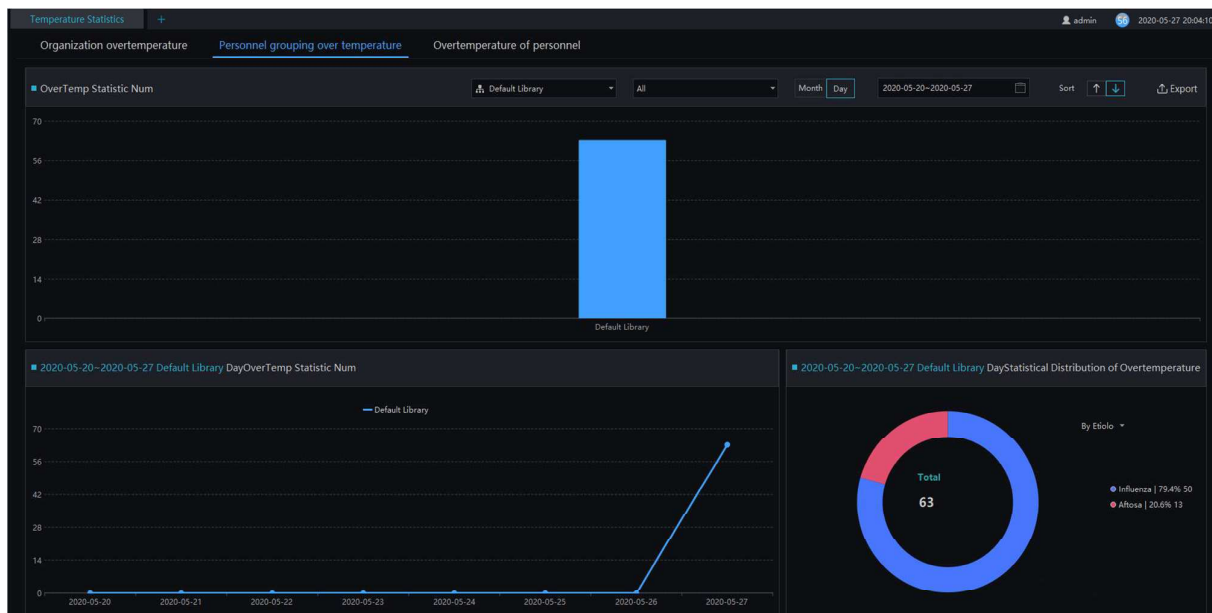 Temperature Statistics +
admin 56 2020-05-27 20:04:10
Organization overtemperature Personnel grouping over temperature Overtemperature of personnel
OverTemp Statistic Num Default Library All Month Day 2020-05-20~2020-05-27 Sort ↑ ↓ Export
70
56
42
28
14
0
Default Library
2020-05-20~2020-05-27 Default Library DayOverTemp Statistic Num
Default Library
70
56
42
28
14
0
2020-05-20 2020-05-21 2020-05-22 2020-05-23 2020-05-24 2020-05-25 2020-05-26 2020-05-27
2020-05-20~2020-05-27 Default Library DayStatistical Distribution of Overtemperature
By Etiolo
Total
63
Influenza | 79.4% 50
Aftosa | 20.6% 13